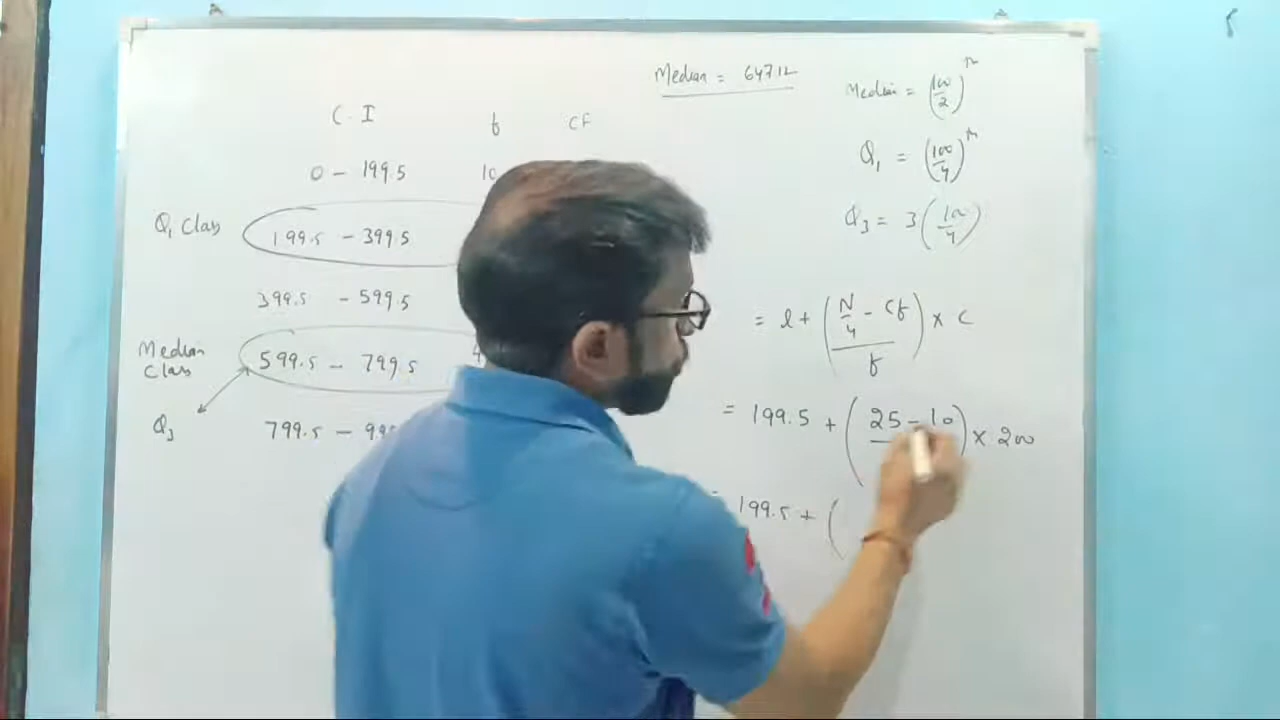 Median = 647.12
C.I f CF
0 - 199.5 10
Q₁ Class 199.5 - 399.5
399.5 - 599.5
Median Class 599.5 - 799.5 4
Q₃ 799.5 - 99
Median = (100/2)^th
Q₁ = (100/4)^th
Q₃ = 3(100/4)
= l + ((N/4 - Cf)/f) × C
= 199.5 + (25 - 10) × 200
= 199.5 + (